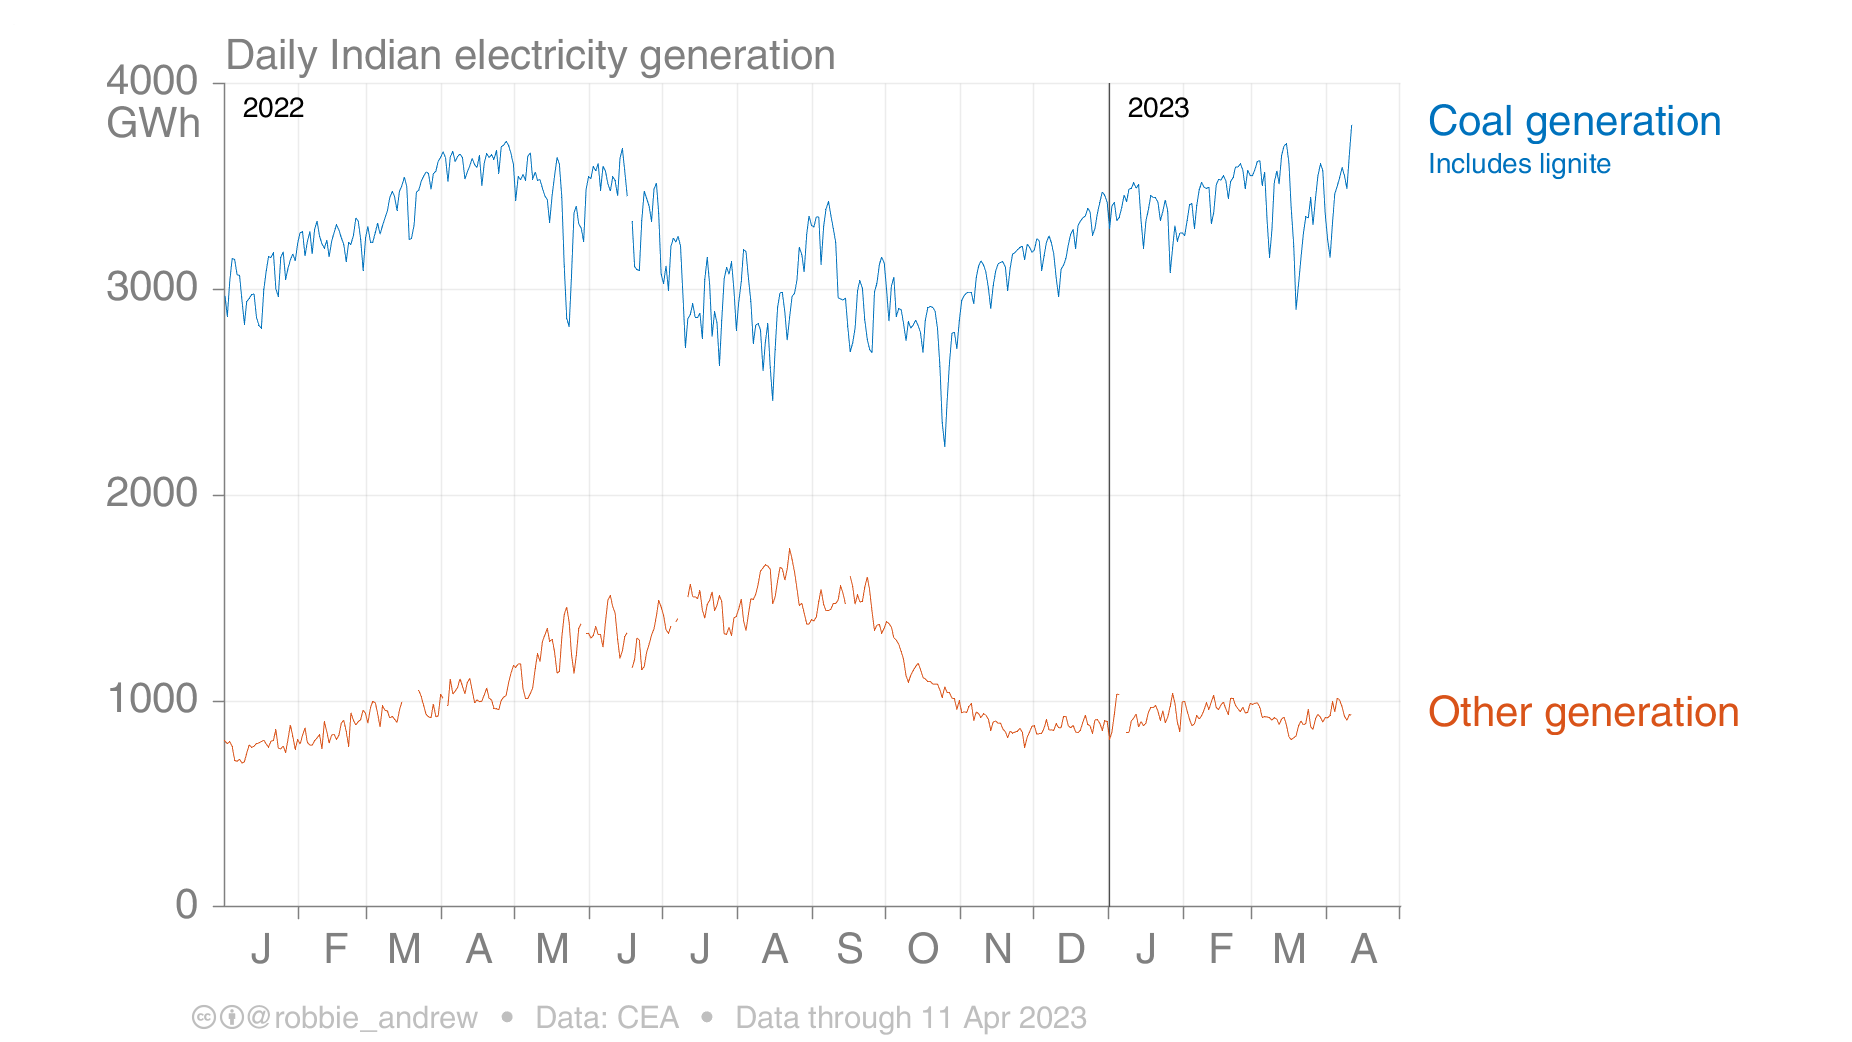 Daily Indian electricity generation
4000
GWh
2022
2023
Coal generation
Includes lignite
3000
2000
1000
Other generation
0
J F M A M J J A S O N D J F M A
@robbie_andrew • Data: CEA • Data through 11 Apr 2023